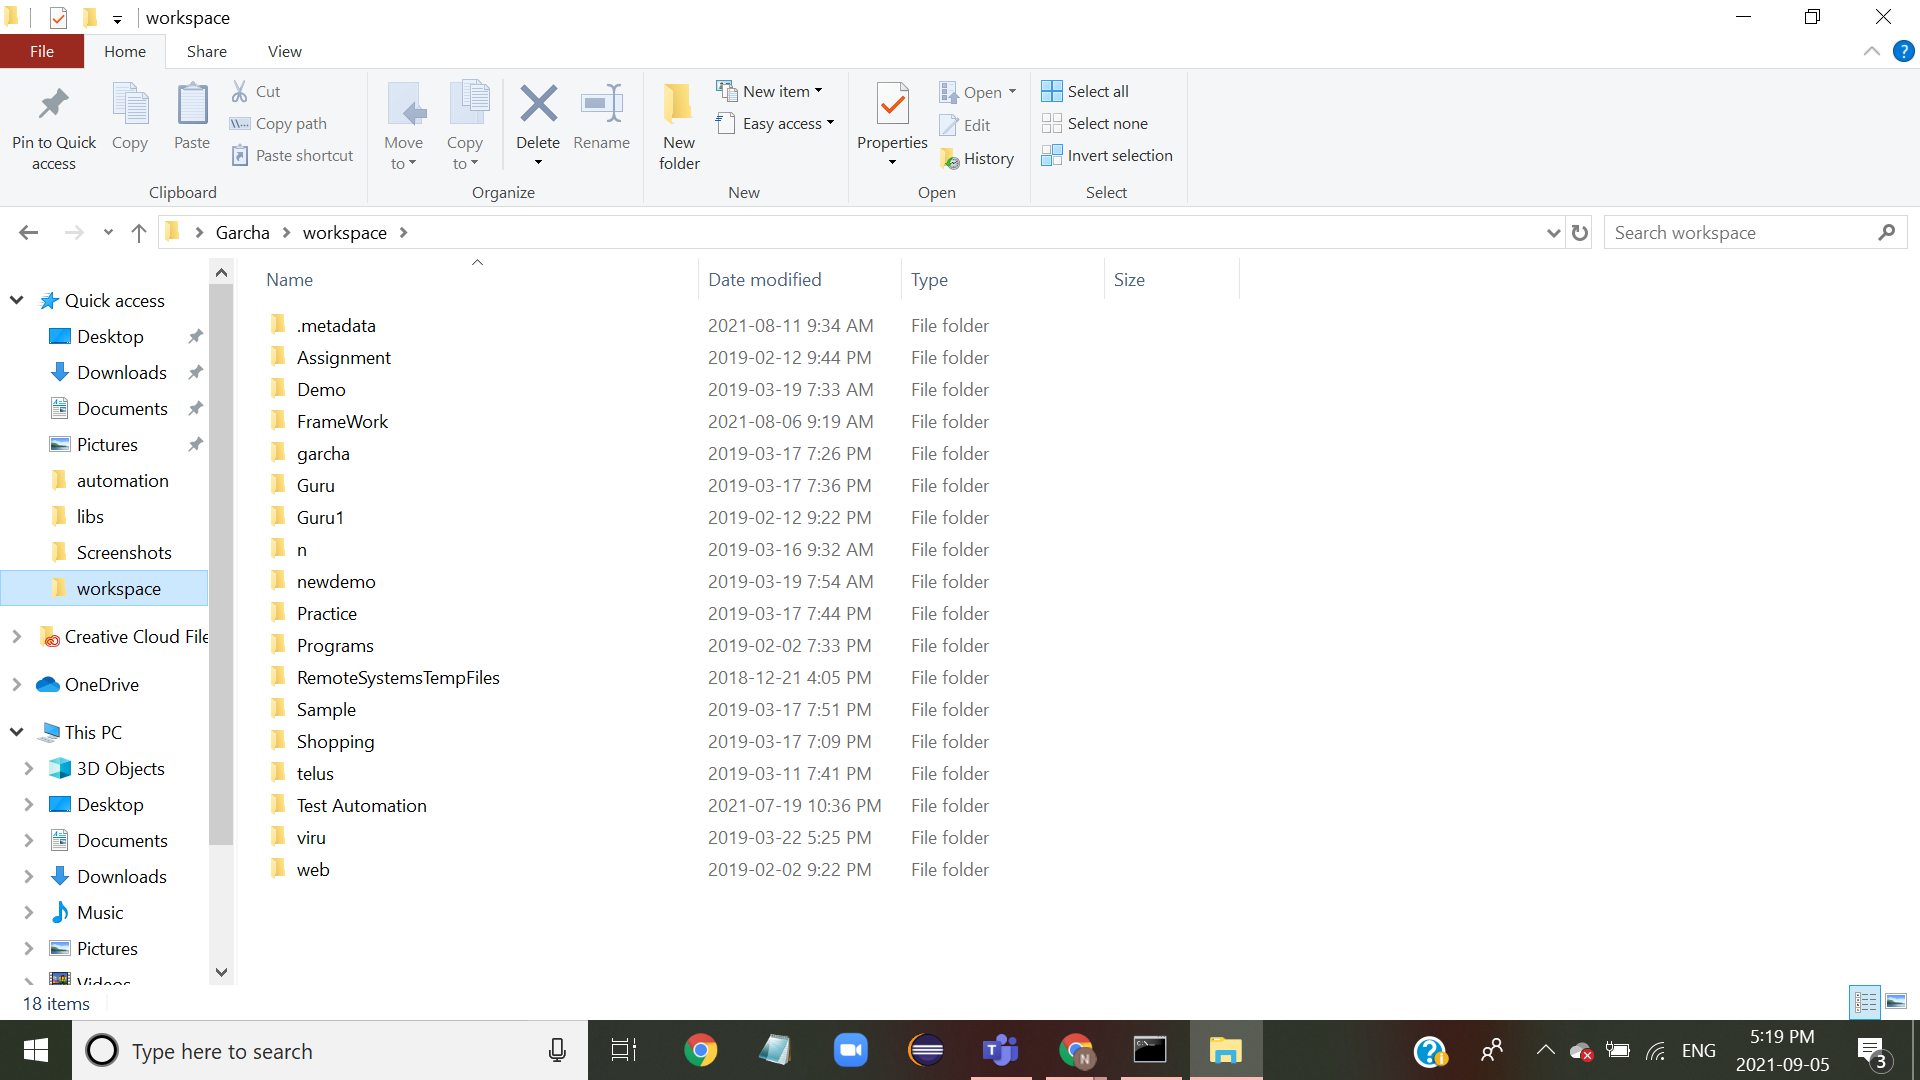 workspace
File Home Share View
Pin to Quick access
Copy
Paste
Cut
Copy path
Paste shortcut
Clipboard
Move to
Copy to
Delete
Rename
Organize
New folder
New item
Easy access
New
Properties
Open
Edit
History
Open
Select all
Select none
Invert selection
Select
Garcha workspace
Search workspace
Quick access
Desktop
Downloads
Documents
Pictures
automation
libs
Screenshots
workspace
Creative Cloud File
OneDrive
This PC
3D Objects
Desktop
Documents
Downloads
Music
Pictures
Videos
Name Date modified Type Size
.metadata 2021-08-11 9:34 AM File folder
Assignment 2019-02-12 9:44 PM File folder
Demo 2019-03-19 7:33 AM File folder
FrameWork 2021-08-06 9:19 AM File folder
garcha 2019-03-17 7:26 PM File folder
Guru 2019-03-17 7:36 PM File folder
Guru1 2019-02-12 9:22 PM File folder
n 2019-03-16 9:32 AM File folder
newdemo 2019-03-19 7:54 AM File folder
Practice 2019-03-17 7:44 PM File folder
Programs 2019-02-02 7:33 PM File folder
RemoteSystemsTempFiles 2018-12-21 4:05 PM File folder
Sample 2019-03-17 7:51 PM File folder
Shopping 2019-03-17 7:09 PM File folder
telus 2019-03-11 7:41 PM File folder
Test Automation 2021-07-19 10:36 PM File folder
viru 2019-03-22 5:25 PM File folder
web 2019-02-02 9:22 PM File folder
18 items
Type here to search
N
ENG
5:19 PM
2021-09-05
3